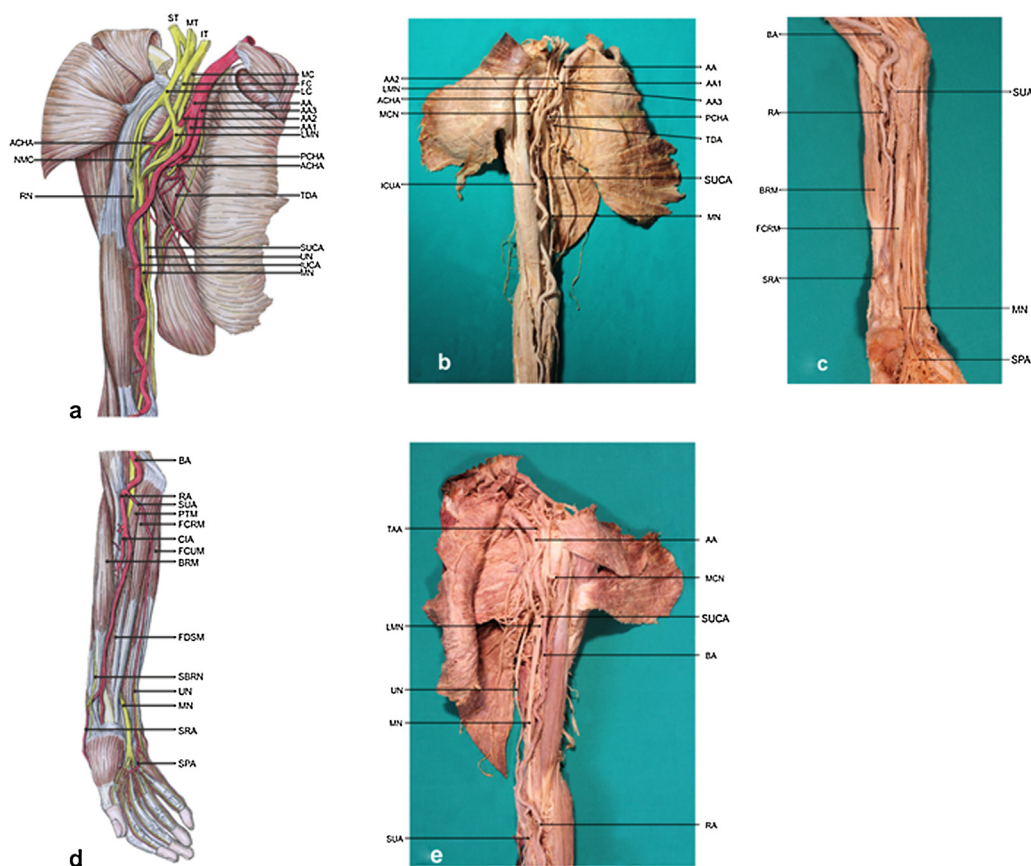 ST
MT
IT
MC
FC
LC
AA
AA3
AA2
AA1
LMN
ACHA
NMC
PCHA
ACHA
RN
TDA
SUCA
UN
IUCA
MN
a
AA2
LMN
ACHA
MCN
ICUA
AA
AA1
AA3
PCHA
TDA
SUCA
MN
b
BA
SUA
RA
BRM
FCRM
SRA
MN
SPA
c
BA
RA
SUA
PTM
FCRM
CIA
FCUM
BRM
FDSM
SBRN
UN
MN
SRA
SPA
d
TAA
AA
MCN
SUCA
LMN
BA
UN
MN
RA
SUA
e